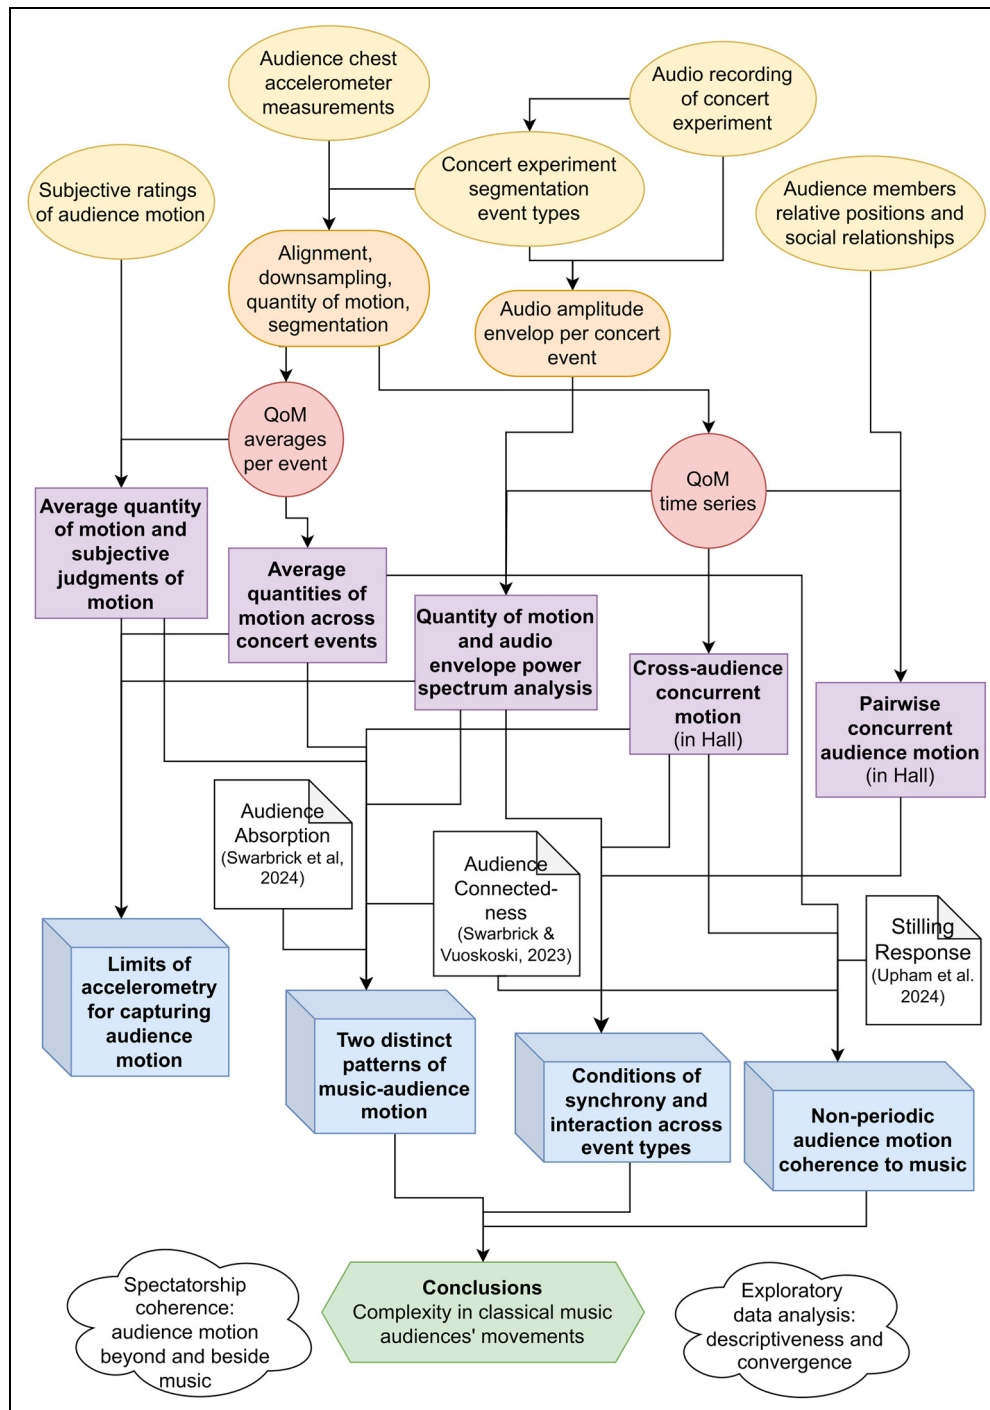 Audience chest
accelerometer
measurements
Audio recording
of concert
experiment
Concert experiment
segmentation
event types
Subjective ratings
of audience motion
Audience members
relative positions and
social relationships
Alignment,
downsampling,
quantity of motion,
segmentation
Audio amplitude
envelop per concert
event
QoM
averages
per event
QoM
time series
Average quantity
of motion and
subjective
judgments of
motion
Average
quantities of
motion across
concert events
Quantity of motion
and audio
envelope power
spectrum analysis
Cross-audience
concurrent
motion
(in Hall)
Pairwise
concurrent
audience motion
(in Hall)
Audience
Absorption
(Swarbrick et al,
2024)
Audience
Connected-
ness
(Swarbrick &
Vuoskoski, 2023)
Stilling
Response
(Upham et al.
2024)
Limits of
accelerometry
for capturing
audience
motion
Two distinct
patterns of
music-audience
motion
Conditions of
synchrony and
interaction across
event types
Non-periodic
audience motion
coherence to music
Spectatorship
coherence:
audience motion
beyond and beside
music
Conclusions
Complexity in classical music
audiences' movements
Exploratory
data analysis:
descriptiveness and
convergence